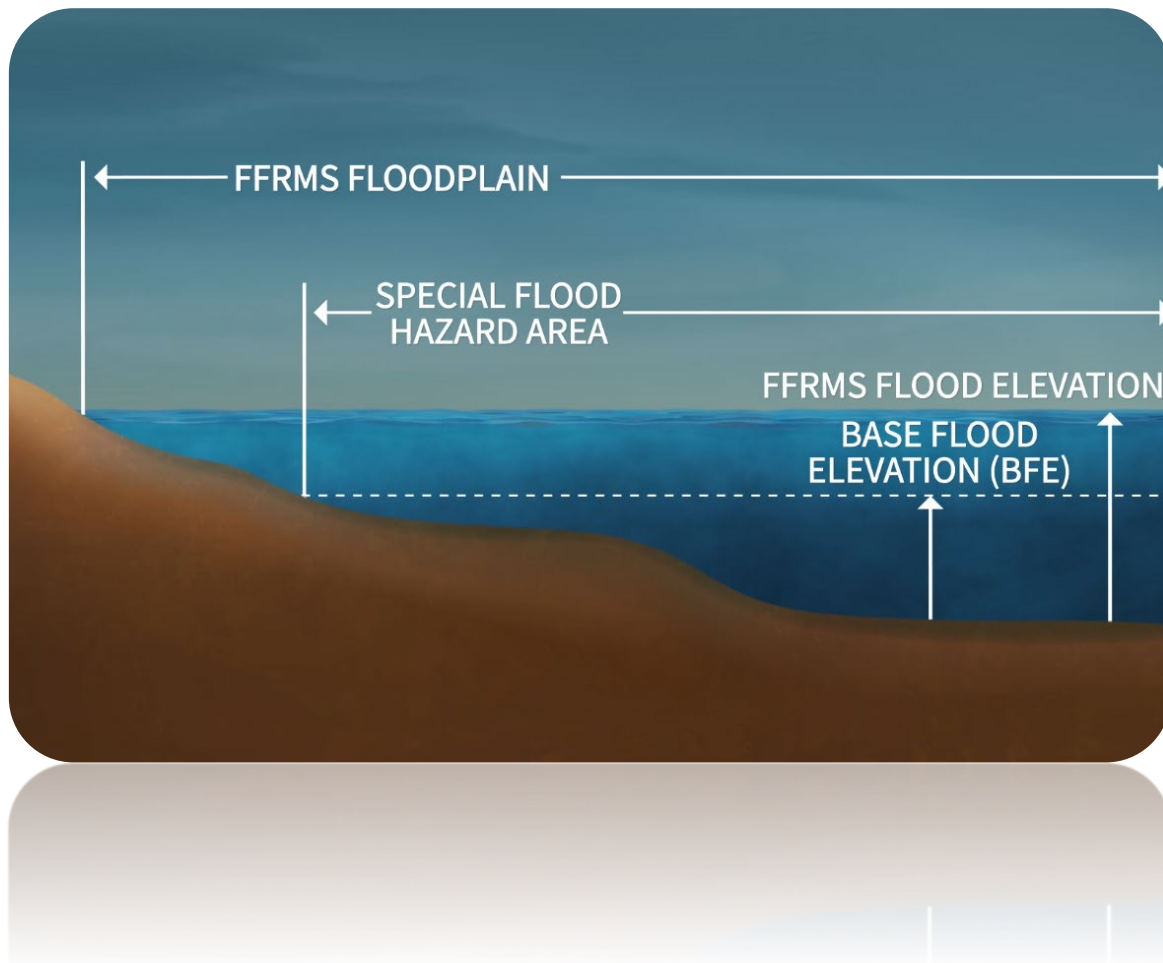 FFRMS FLOODPLAIN
SPECIAL FLOOD
HAZARD AREA
FFRMS FLOOD ELEVATION
BASE FLOOD
ELEVATION (BFE)